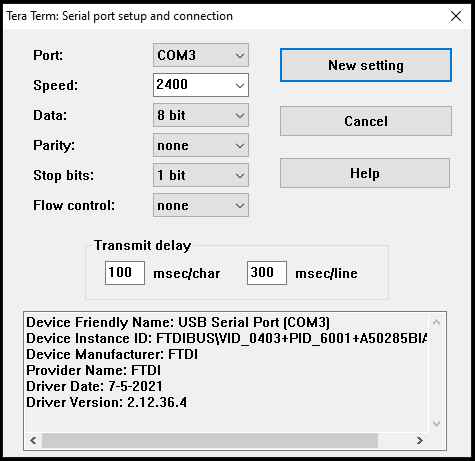 Tera Term: Serial port setup and connection
Port: COM3
Speed: 2400
Data: 8 bit
Parity: none
Stop bits: 1 bit
Flow control: none
New setting
Cancel
Help
Transmit delay
100 msec/char 300 msec/line
Device Friendly Name: USB Serial Port (COM3)
Device Instance ID: FTDIBUS\VID_0403+PID_6001+A50285BIA
Device Manufacturer: FTDI
Provider Name: FTDI
Driver Date: 7-5-2021
Driver Version: 2.12.36.4